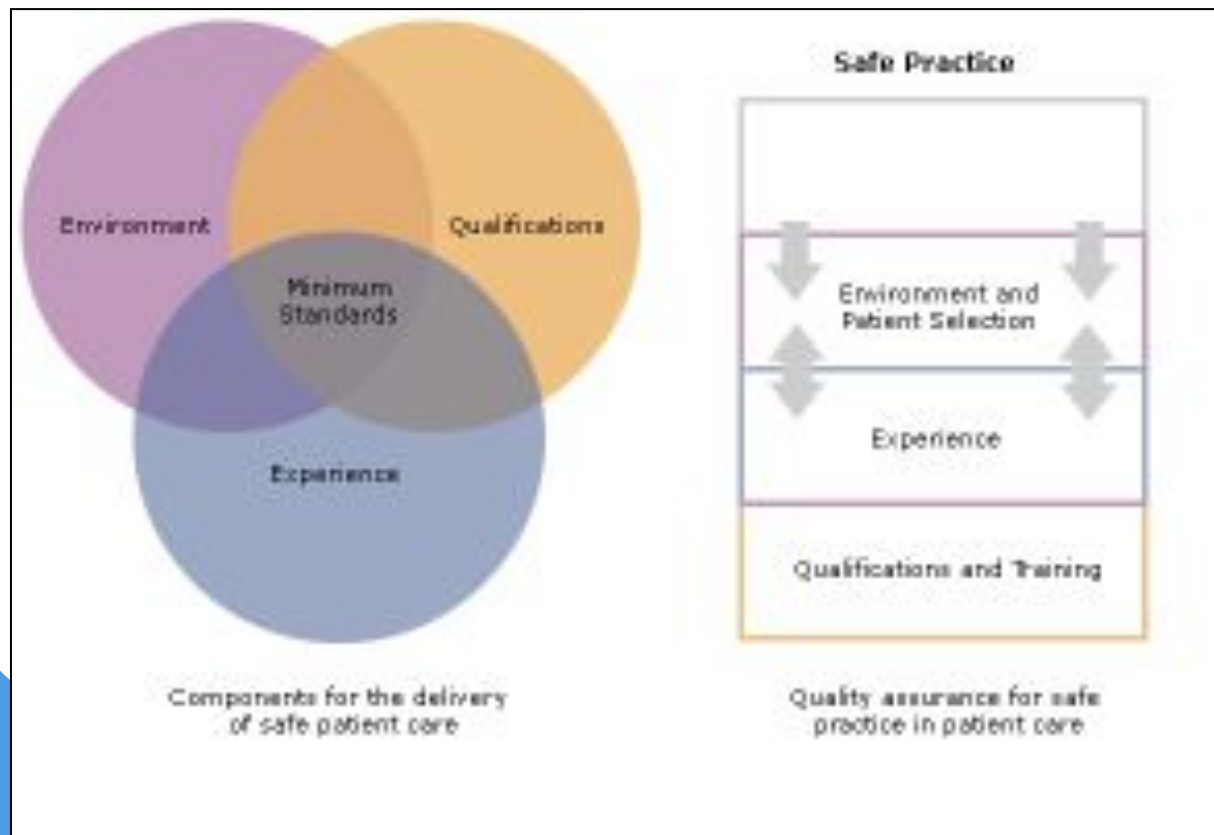 Environment
Qualifications
Minimum
Standards
Experience
Components for the delivery
of safe patient care
Safe Practice
Environment and
Patient Selection
Experience
Qualifications and Training
Quality assurance for safe
practice in patient care